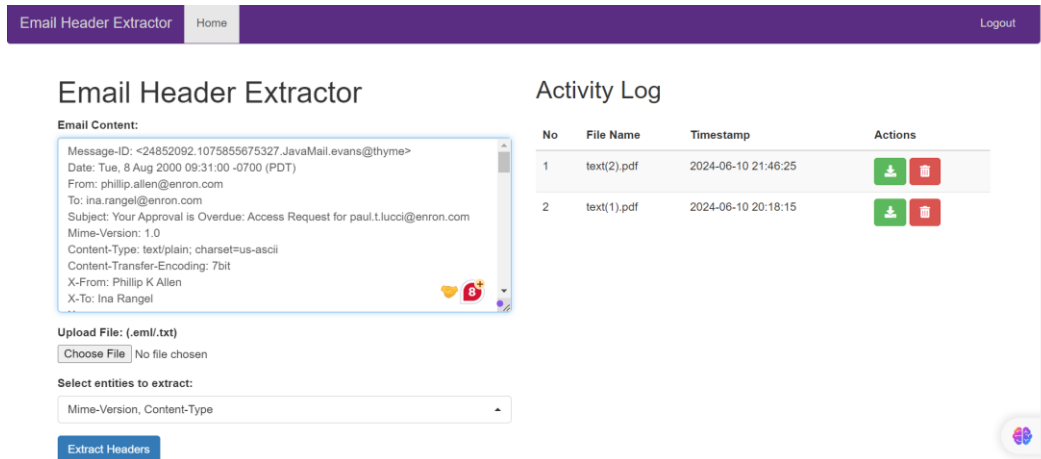 Email Header Extractor Home Logout
Email Header Extractor
Email Content:
Message-ID: <24852092.1075855675327.JavaMail.evans@thyme>
Date: Tue, 8 Aug 2000 09:31:00 -0700 (PDT)
From: phillip.allen@enron.com
To: ina.rangel@enron.com
Subject: Your Approval is Overdue: Access Request for paul.t.lucci@enron.com
Mime-Version: 1.0
Content-Type: text/plain; charset=us-ascii
Content-Transfer-Encoding: 7bit
X-From: Phillip K Allen
X-To: Ina Rangel
8+
Upload File: (.eml/.txt)
Choose File No file chosen
Select entities to extract:
Mime-Version, Content-Type
Extract Headers
Activity Log
No File Name Timestamp Actions
1 text(2).pdf 2024-06-10 21:46:25
2 text(1).pdf 2024-06-10 20:18:15